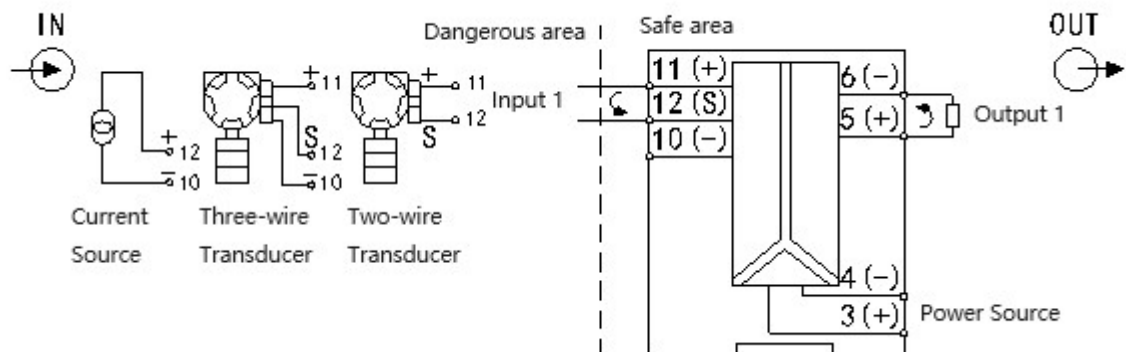 IN
OUT
Dangerous area
Safe area
+ 11
+ 11
Input 1
11 (+)
6 (−)
S 12
12
S
12 (S)
5 (+)
Output 1
+ 12
− 10
− 10
10 (−)
Current
Source
Three-wire
Transducer
Two-wire
Transducer
4 (−)
3 (+)
Power Source